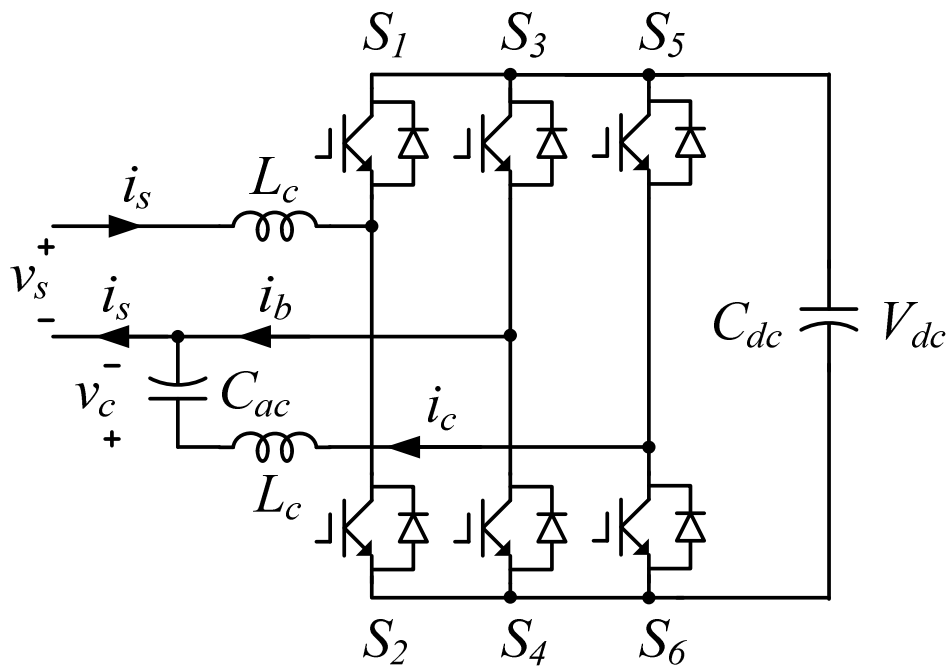 S1 S3 S5
is Lc
+
vs
is ib
-
Cdc Vdc
-
vc Cac
+
ic
Lc
S2 S4 S6